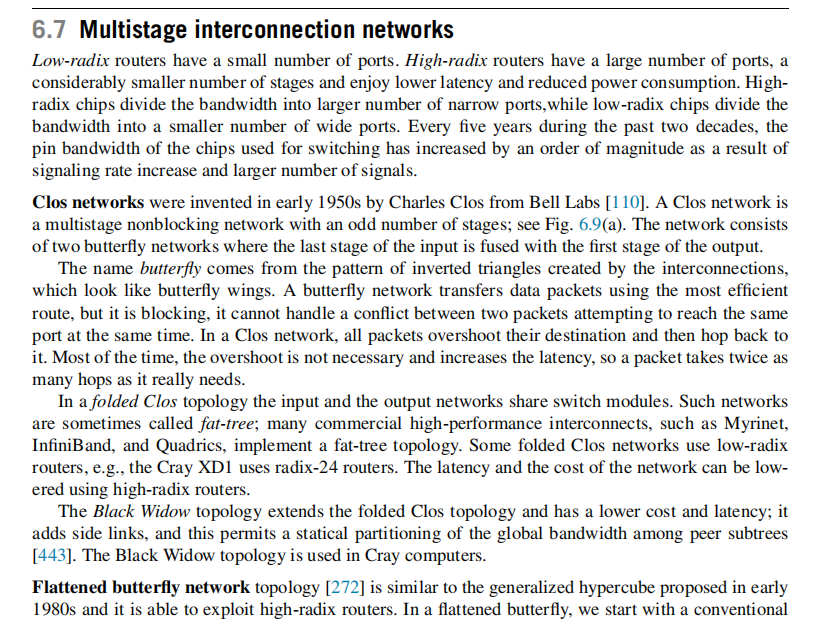 6.7 Multistage interconnection networks
Low-radix routers have a small number of ports. High-radix routers have a large number of ports, a
considerably smaller number of stages and enjoy lower latency and reduced power consumption. High-
radix chips divide the bandwidth into larger number of narrow ports,while low-radix chips divide the
bandwidth into a smaller number of wide ports. Every five years during the past two decades, the
pin bandwidth of the chips used for switching has increased by an order of magnitude as a result of
signaling rate increase and larger number of signals.
Clos networks were invented in early 1950s by Charles Clos from Bell Labs [110]. A Clos network is
a multistage nonblocking network with an odd number of stages; see Fig. 6.9(a). The network consists
of two butterfly networks where the last stage of the input is fused with the first stage of the output.
The name butterfly comes from the pattern of inverted triangles created by the interconnections,
which look like butterfly wings. A butterfly network transfers data packets using the most efficient
route, but it is blocking, it cannot handle a conflict between two packets attempting to reach the same
port at the same time. In a Clos network, all packets overshoot their destination and then hop back to
it. Most of the time, the overshoot is not necessary and increases the latency, so a packet takes twice as
many hops as it really needs.
In a folded Clos topology the input and the output networks share switch modules. Such networks
are sometimes called fat-tree; many commercial high-performance interconnects, such as Myrinet,
InfiniBand, and Quadrics, implement a fat-tree topology. Some folded Clos networks use low-radix
routers, e.g., the Cray XD1 uses radix-24 routers. The latency and the cost of the network can be low-
ered using high-radix routers.
The Black Widow topology extends the folded Clos topology and has a lower cost and latency; it
adds side links, and this permits a statical partitioning of the global bandwidth among peer subtrees
[443]. The Black Widow topology is used in Cray computers.
Flattened butterfly network topology [272] is similar to the generalized hypercube proposed in early
1980s and it is able to exploit high-radix routers. In a flattened butterfly, we start with a conventional